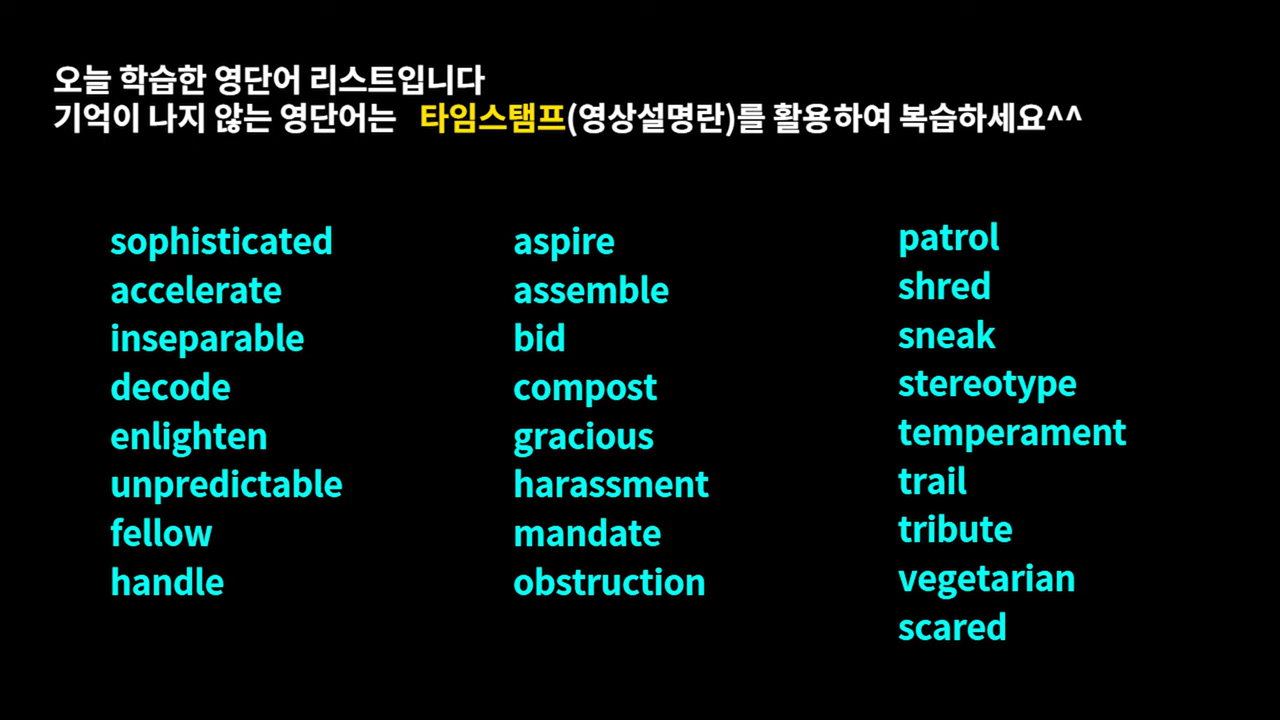 오늘 학습한 영단어 리스트입니다
기억이 나지 않는 영단어는 타임스탬프(영상설명란)를 활용하여 복습하세요^^
sophisticated
accelerate
inseparable
decode
enlighten
unpredictable
fellow
handle
aspire
assemble
bid
compost
gracious
harassment
mandate
obstruction
patrol
shred
sneak
stereotype
temperament
trail
tribute
vegetarian
scared